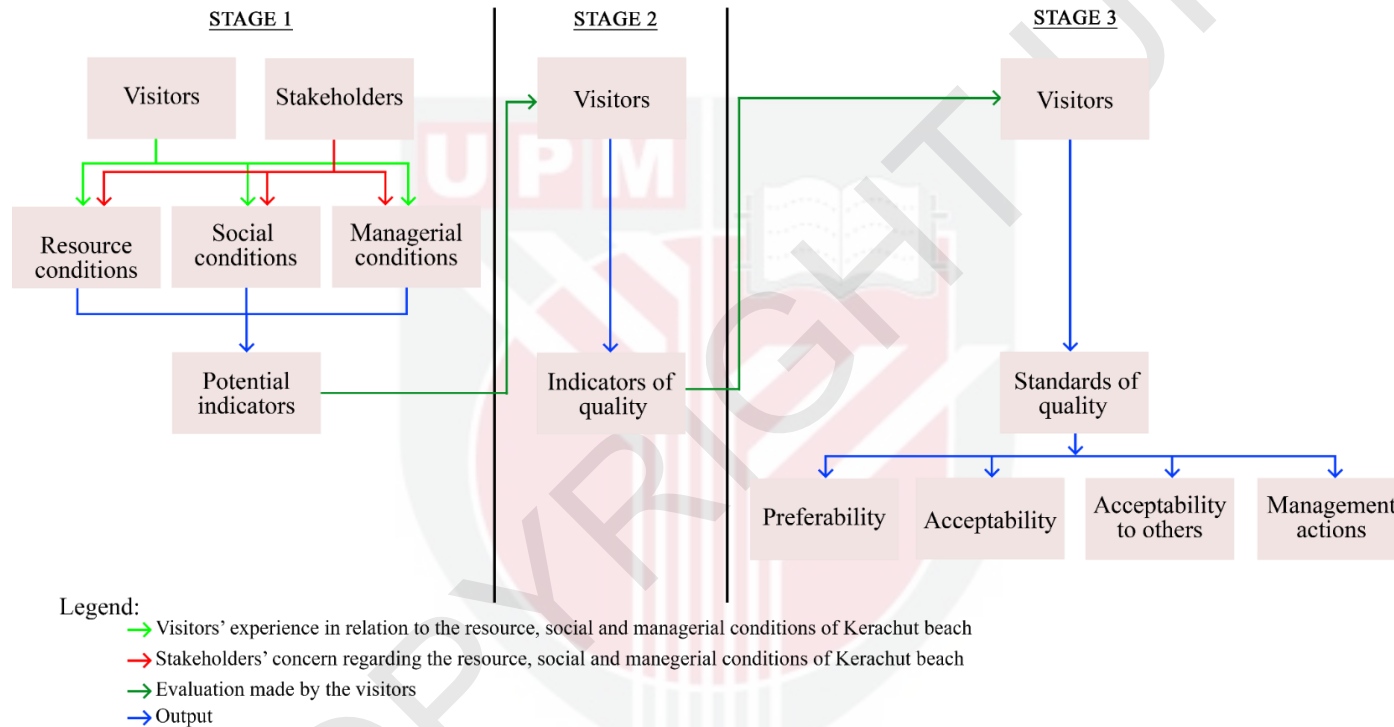 STAGE 1
STAGE 2
STAGE 3
Visitors
Stakeholders
Visitors
Visitors
Resource
conditions
Social
conditions
Managerial
conditions
Potential
indicators
Indicators of
quality
Standards of
quality
Preferability
Acceptability
Acceptability
to others
Management
actions
Legend:
Visitors' experience in relation to the resource, social and managerial conditions of Kerachut beach
Stakeholders' concern regarding the resource, social and manegerial conditions of Kerachut beach
Evaluation made by the visitors
Output
UPM
OPYRIGHT U